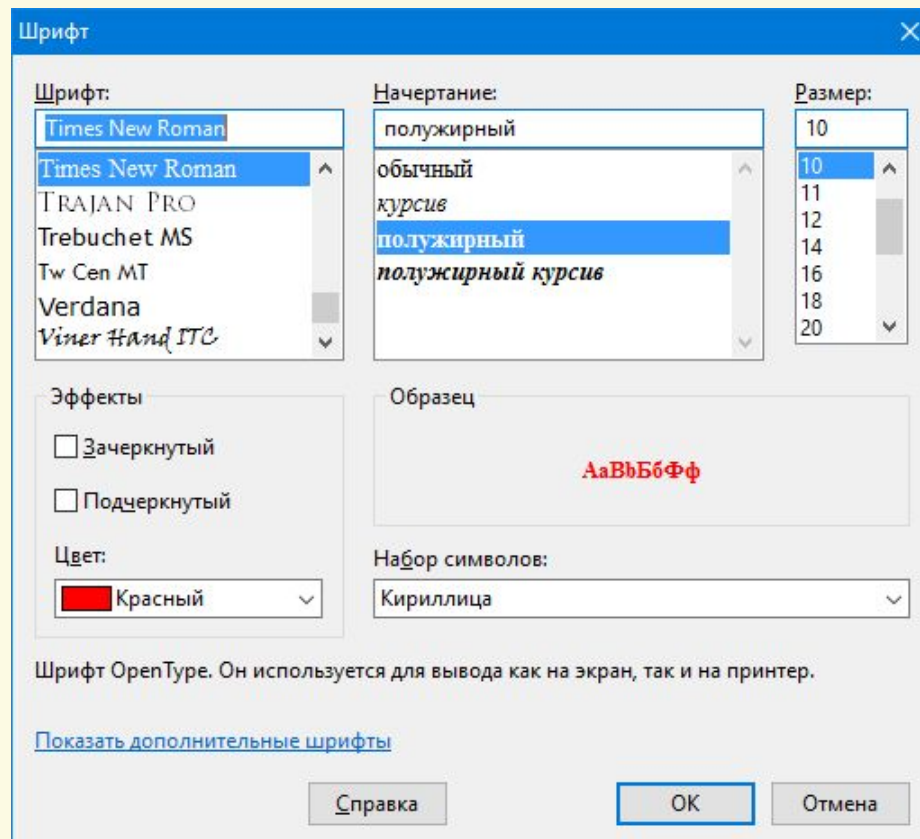 Шрифт
Шрифт:
Times New Roman
Times New Roman
TRAJAN PRO
Trebuchet MS
Tw Cen MT
Verdana
Viner Hand ITC
Начертание:
полужирный
обычный
курсив
полужирный
полужирный курсив
Размер:
10
10
11
12
14
16
18
20
Эффекты
Зачеркнутый
Подчеркнутый
Цвет:
Красный
Образец
АаВbБбФф
Набор символов:
Кириллица
Шрифт OpenType. Он используется для вывода как на экран, так и на принтер.
Показать дополнительные шрифты
Справка
ОК
Отмена